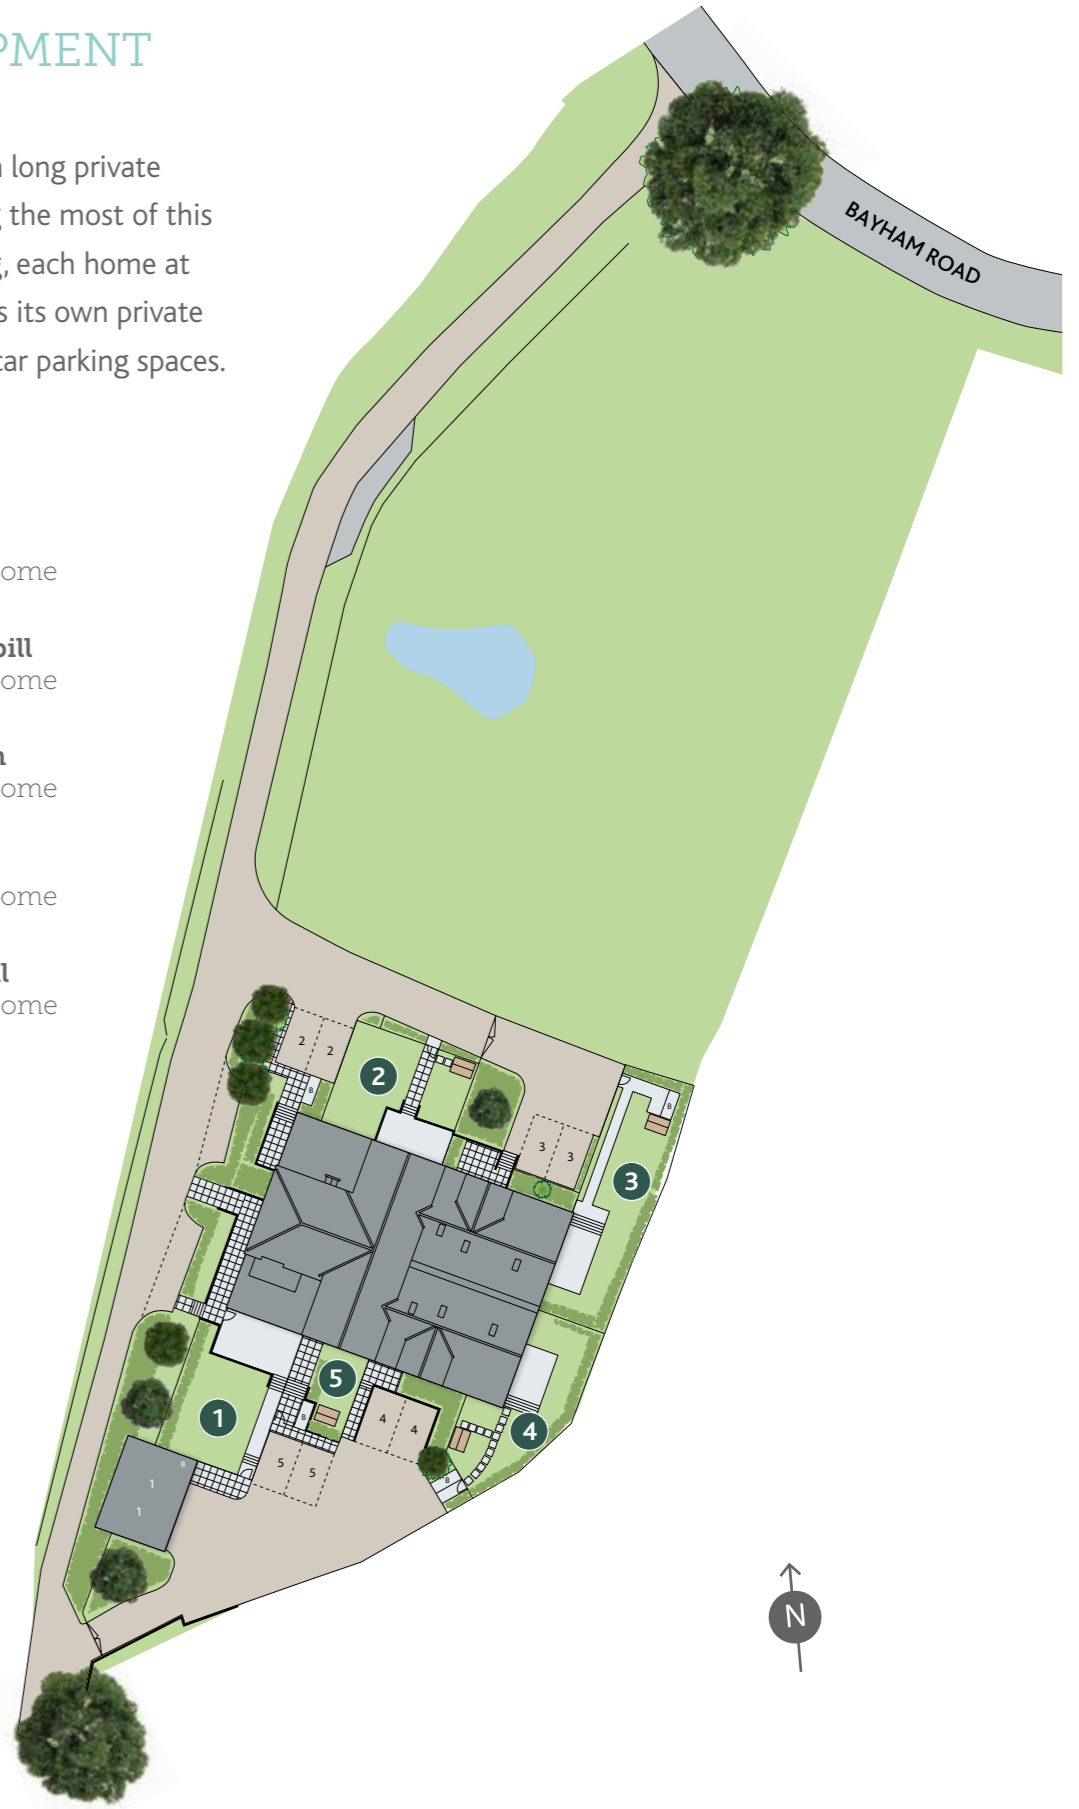 PMENT
long private
the most of this
, each home at
s its own private
car parking spaces.
ome
pill
ome
ome
ome
ll
ome
BAYHAM ROAD
2 2
2
B
3 3
B
3
5
1
B
4 4
4
5 5
B
B
1
1
N